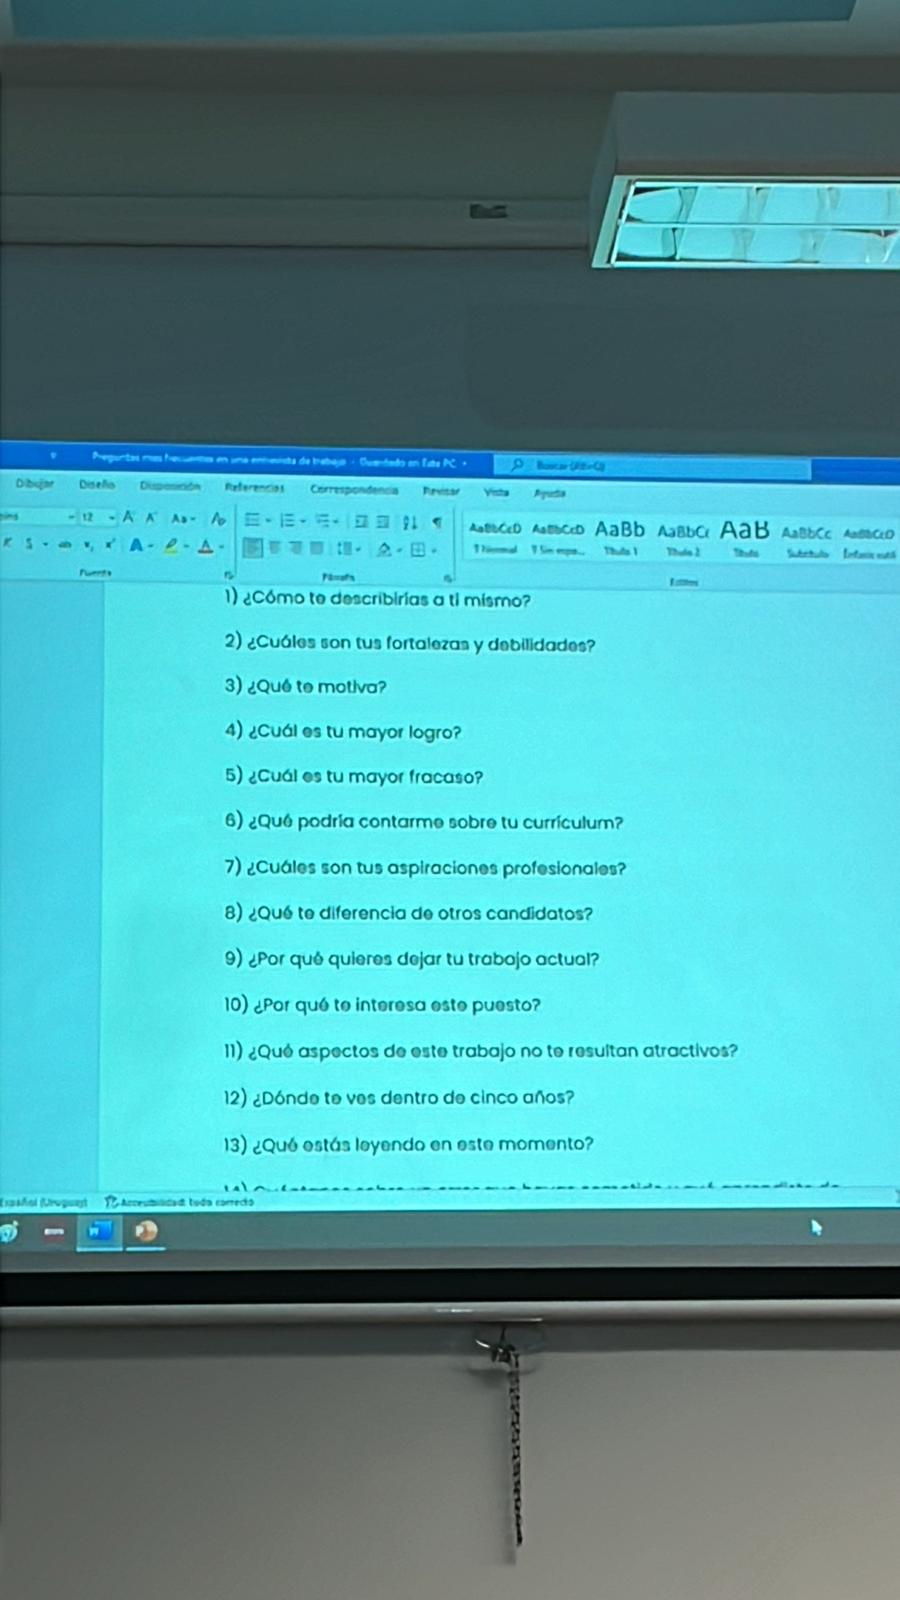 Preguntas mas frecuentes en una entrevista de trabajo - Guardado en Este PC
Buscar (Alt+Q)
Dibujar Diseño Disposición Referencias Correspondencia Revisar Vista Ayuda
12 A A Aa
AaBbCcD AaBbCcD AaBb AaBbCc AaB AaBbCc AaBbCcD
Normal Sin espa... Título 1 Título 2 Título Subtítulo
Fuente Párrafo Estilos
1) ¿Cómo te describirías a ti mismo?
2) ¿Cuáles son tus fortalezas y debilidades?
3) ¿Qué te motiva?
4) ¿Cuál es tu mayor logro?
5) ¿Cuál es tu mayor fracaso?
6) ¿Qué podría contarme sobre tu currículum?
7) ¿Cuáles son tus aspiraciones profesionales?
8) ¿Qué te diferencia de otros candidatos?
9) ¿Por qué quieres dejar tu trabajo actual?
10) ¿Por qué te interesa este puesto?
11) ¿Qué aspectos de este trabajo no te resultan atractivos?
12) ¿Dónde te ves dentro de cinco años?
13) ¿Qué estás leyendo en este momento?
Español (Uruguay) Accesibilidad: todo correcto